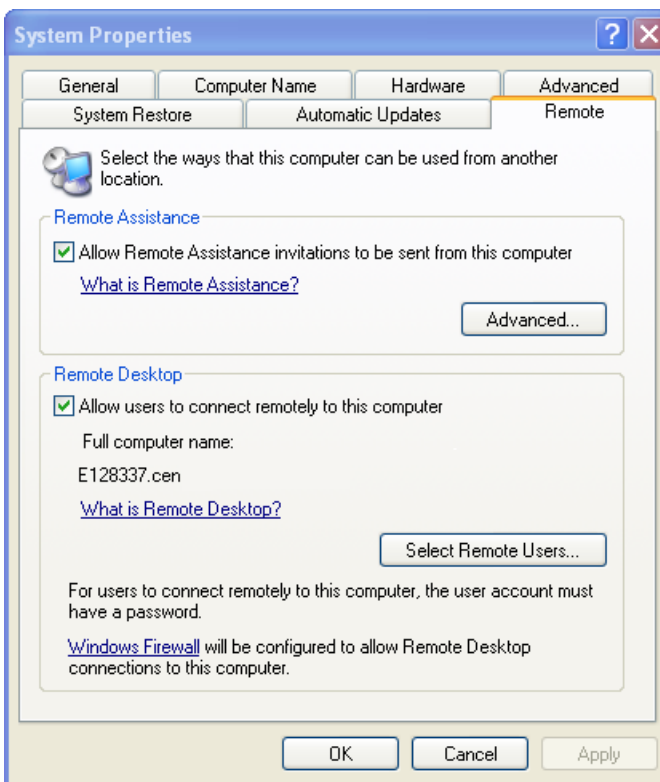 System Properties
General
Computer Name
Hardware
Advanced
System Restore
Automatic Updates
Remote
Select the ways that this computer can be used from another
location.
Remote Assistance
Allow Remote Assistance invitations to be sent from this computer
What is Remote Assistance?
Advanced...
Remote Desktop
Allow users to connect remotely to this computer
Full computer name:
E128337.cen
What is Remote Desktop?
Select Remote Users...
For users to connect remotely to this computer, the user account must
have a password.
Windows Firewall will be configured to allow Remote Desktop
connections to this computer.
OK
Cancel
Apply